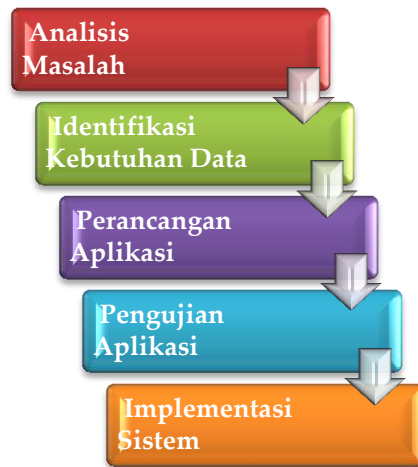 Analisis
Masalah
Identifikasi
Kebutuhan Data
Perancangan
Aplikasi
Pengujian
Aplikasi
Implementasi
Sistem